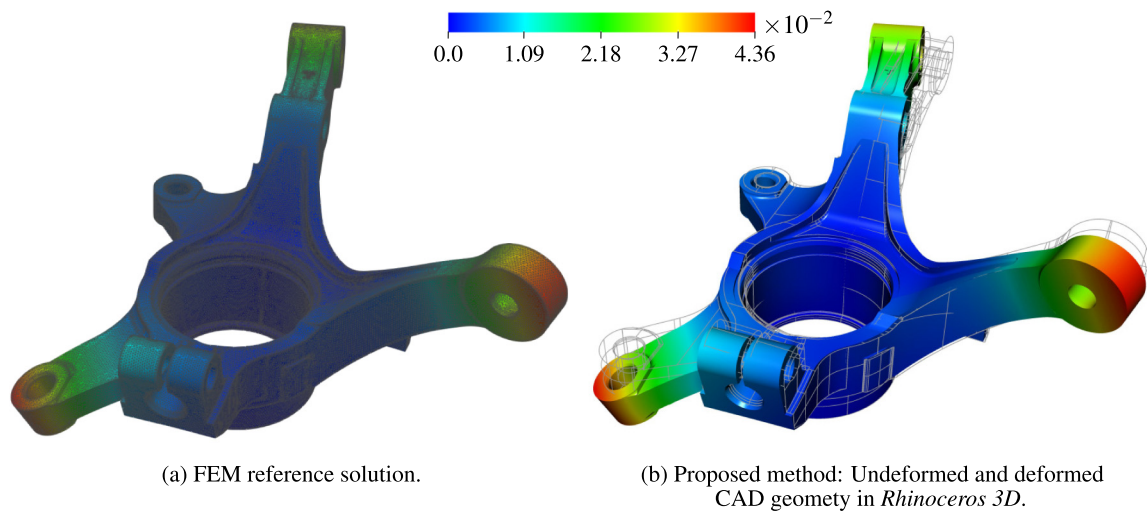 ×10−2
0.0 1.09 2.18 3.27 4.36
(a) FEM reference solution.
(b) Proposed method: Undeformed and deformed
CAD geomety in Rhinoceros 3D.